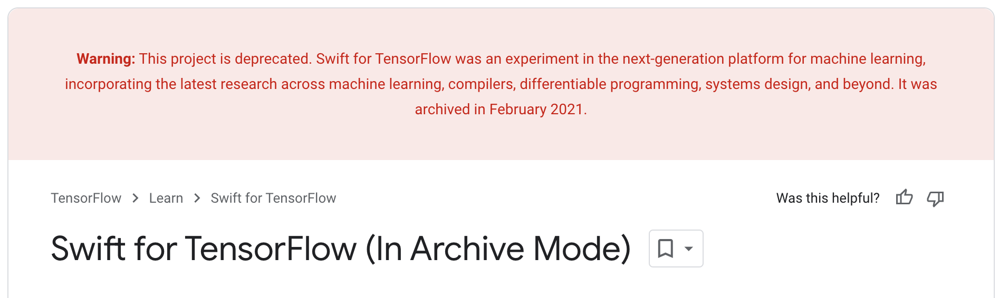 Warning: This project is deprecated. Swift for TensorFlow was an experiment in the next-generation platform for machine learning,
incorporating the latest research across machine learning, compilers, differentiable programming, systems design, and beyond. It was
archived in February 2021.
TensorFlow > Learn > Swift for TensorFlow
Was this helpful?
Swift for TensorFlow (In Archive Mode)